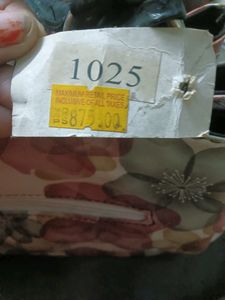 1025
MAXIMUM RETAIL PRICE
INCLUSIVE OF ALL TAXES
875.00